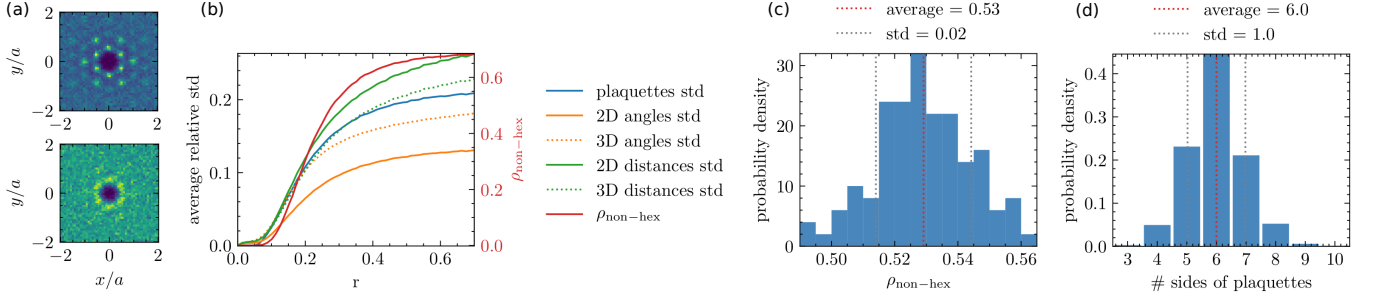 (a)
2
0
−2
−2
0
2
y/a
2
0
−2
−2
0
2
y/a
x/a
(b)
0.2
0.1
0.0
average relative std
0.0
0.2
0.4
0.6
r
0.6
0.4
0.2
0.0
ρnon−hex
plaquettes std
2D angles std
3D angles std
2D distances std
3D distances std
ρnon−hex
(c)
average = 0.53
std = 0.02
30
20
10
0
probability density
0.50
0.52
0.54
0.56
ρnon−hex
(d)
average = 6.0
std = 1.0
0.4
0.3
0.2
0.1
0.0
probability density
3
4
5
6
7
8
9
10
# sides of plaquettes